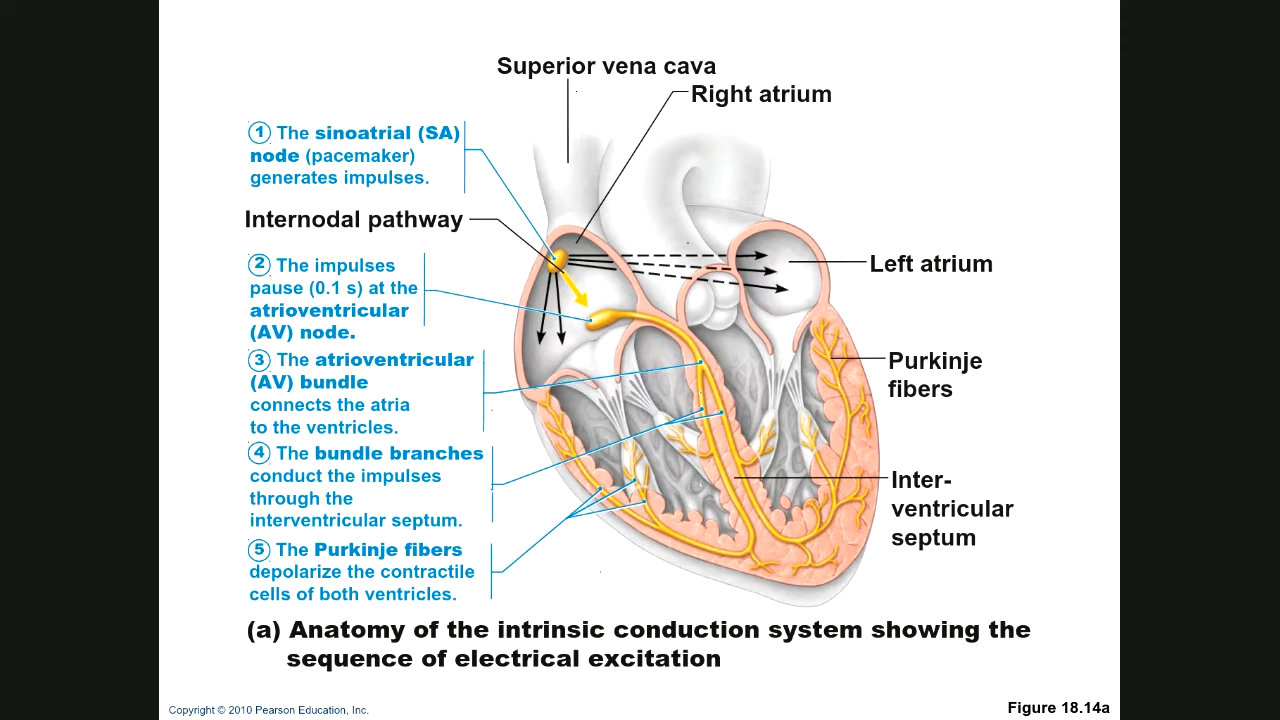 Superior vena cava
Right atrium
① The sinoatrial (SA)
node (pacemaker)
generates impulses.
Internodal pathway
② The impulses
pause (0.1 s) at the
atrioventricular
(AV) node.
Left atrium
③ The atrioventricular
(AV) bundle
connects the atria
to the ventricles.
Purkinje
fibers
④ The bundle branches
conduct the impulses
through the
interventricular septum.
Inter-
ventricular
septum
⑤ The Purkinje fibers
depolarize the contractile
cells of both ventricles.
(a) Anatomy of the intrinsic conduction system showing the
sequence of electrical excitation
Copyright © 2010 Pearson Education, Inc.
Figure 18.14a